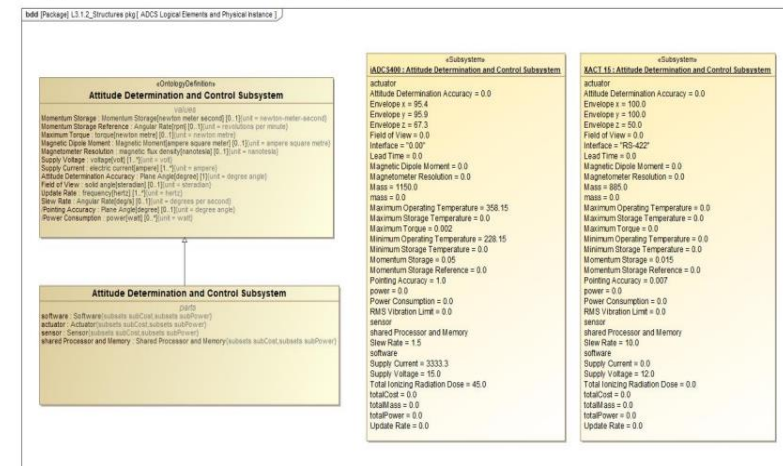 bdd [Package] L3.1.2_Structures pkg [ ADCS Logical Elements and Physical Instance ]
«OntologyDefinition»
Attitude Determination and Control Subsystem
values
Momentum Storage : Momentum Storage[newton meter second] [0..1]{unit = newton-meter-second}
Momentum Storage Reference : Angular Rate[rpm] [0..1]{unit = revolutions per minute}
Maximum Torque : torque[newton metre] [0..1]{unit = newton metre}
Magnetic Dipole Moment : Magnetic Moment[ampere square meter] [0..1]{unit = ampere square metre}
Magnetometer Resolution : magnetic flux density[nanotesla] [0..1]{unit = nanotesla}
Supply Voltage : voltage[volt] [1..*]{unit = volt}
Supply Current : electric current[ampere] [1..*]{unit = ampere}
Attitude Determination Accuracy : Plane Angle[degree] [1]{unit = degree angle}
Field of View : solid angle[steradian] [0..1]{unit = steradian}
Update Rate : frequency[hertz] [1..*]{unit = hertz}
Slew Rate : Angular Rate[deg/s] [0..1]{unit = degrees per second}
/Pointing Accuracy : Plane Angle[degree] [0..1]{unit = degree angle}
/Power Consumption : power[watt] [0..*]{unit = watt}
Attitude Determination and Control Subsystem
parts
software : Software{subsets subCost,subsets subPower}
actuator : Actuator{subsets subCost,subsets subPower}
sensor : Sensor{subsets subCost,subsets subPower}
shared Processor and Memory : Shared Processor and Memory{subsets subCost,subsets subPower}
«Subsystem»
iADCS400 : Attitude Determination and Control Subsystem
actuator
Attitude Determination Accuracy = 0.0
Envelope x = 95.4
Envelope y = 95.9
Envelope z = 67.3
Field of View = 0.0
Interface = "0.00"
Lead Time = 0.0
Magnetic Dipole Moment = 0.0
Magnetometer Resolution = 0.0
Mass = 1150.0
mass = 0.0
Maximum Operating Temperature = 358.15
Maximum Storage Temperature = 0.0
Maximum Torque = 0.002
Minimum Operating Temperature = 228.15
Minimum Storage Temperature = 0.0
Momentum Storage = 0.05
Momentum Storage Reference = 0.0
Pointing Accuracy = 1.0
power = 0.0
Power Consumption = 0.0
RMS Vibration Limit = 0.0
sensor
shared Processor and Memory
Slew Rate = 1.5
software
Supply Current = 3333.3
Supply Voltage = 15.0
Total Ionizing Radiation Dose = 45.0
totalCost = 0.0
totalMass = 0.0
totalPower = 0.0
Update Rate = 0.0
«Subsystem»
XACT 15 : Attitude Determination and Control Subsystem
actuator
Attitude Determination Accuracy = 0.0
Envelope x = 100.0
Envelope y = 100.0
Envelope z = 50.0
Field of View = 0.0
Interface = "RS-422"
Lead Time = 0.0
Magnetic Dipole Moment = 0.0
Magnetometer Resolution = 0.0
Mass = 885.0
mass = 0.0
Maximum Operating Temperature = 0.0
Maximum Storage Temperature = 0.0
Maximum Torque = 0.0
Minimum Operating Temperature = 0.0
Minimum Storage Temperature = 0.0
Momentum Storage = 0.015
Momentum Storage Reference = 0.0
Pointing Accuracy = 0.007
power = 0.0
Power Consumption = 0.0
RMS Vibration Limit = 0.0
sensor
shared Processor and Memory
Slew Rate = 10.0
software
Supply Current = 0.0
Supply Voltage = 12.0
Total Ionizing Radiation Dose = 0.0
totalCost = 0.0
totalMass = 0.0
totalPower = 0.0
Update Rate = 0.0